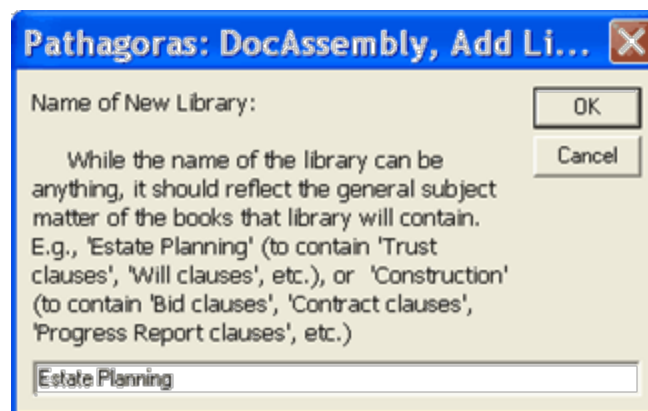 Pathagoras: DocAssembly, Add Li...
Name of New Library:
OK
Cancel
While the name of the library can be
anything, it should reflect the general subject
matter of the books that library will contain.
E.g., 'Estate Planning' (to contain 'Trust
clauses', 'Will clauses', etc.), or 'Construction'
(to contain 'Bid clauses', 'Contract clauses',
'Progress Report clauses', etc.)
Estate Planning